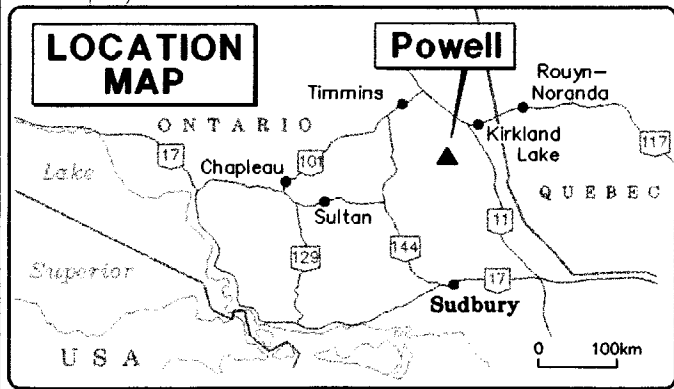 LOCATION
MAP
Powell
Rouyn-
Noranda
Timmins
ONTARIO
Kirkland
Lake
117
17
101
Chapleau
Lake
Sultan
QUEBEC
11
144
129
Superior
17
Sudbury
USA
0 100km